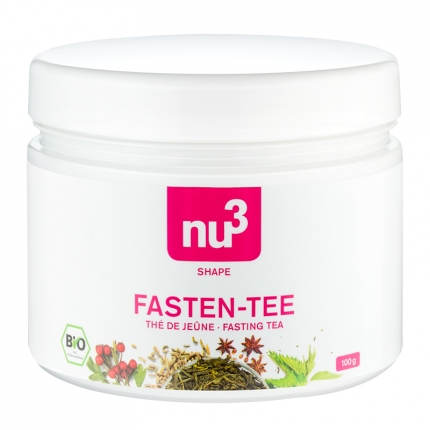 nu³
SHAPE
FASTEN-TEE
THÉ DE JEÛNE · FASTING TEA
BIO
100g